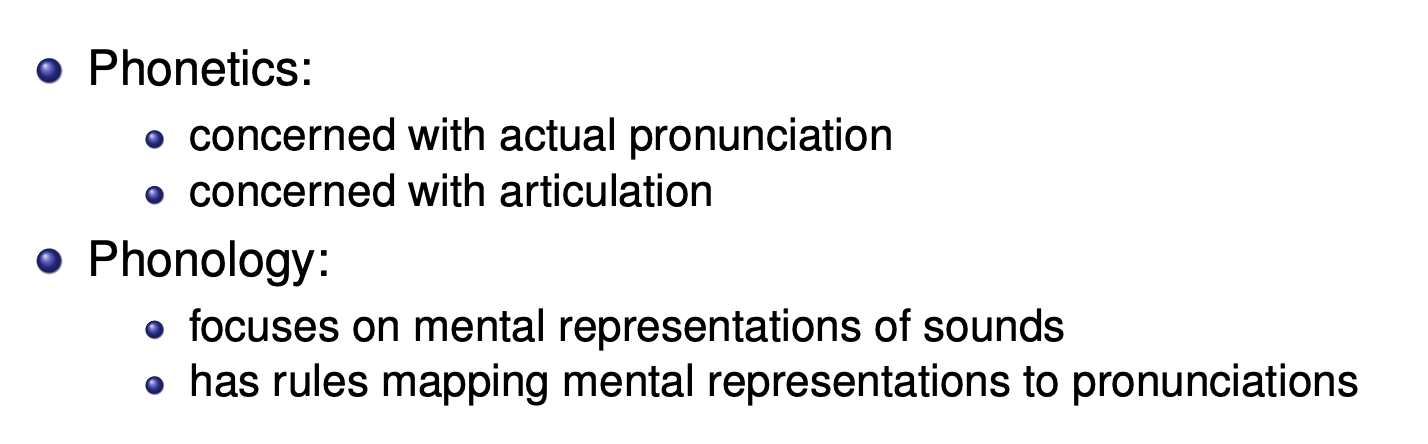 Phonetics:
concerned with actual pronunciation
concerned with articulation
Phonology:
focuses on mental representations of sounds
has rules mapping mental representations to pronunciations